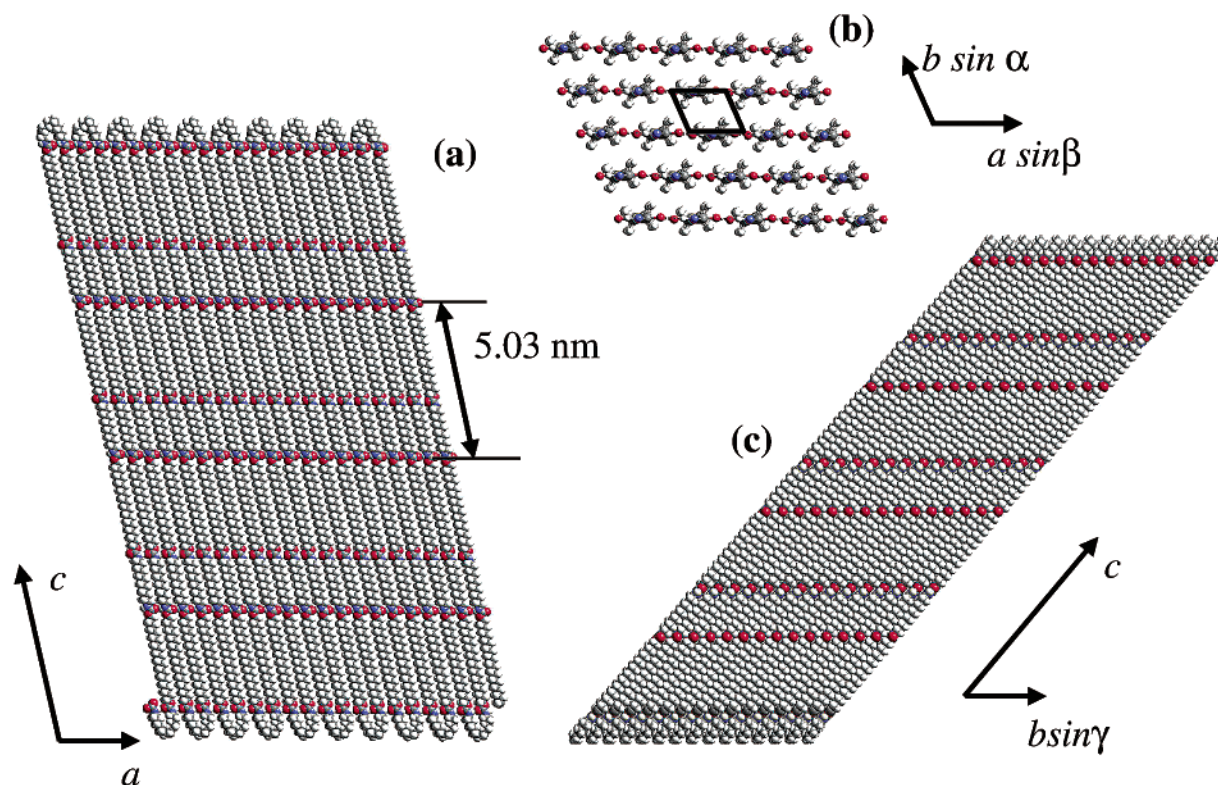 (b)
b sin α
a sinβ
(a)
5.03 nm
(c)
c
a
c
bsinγ